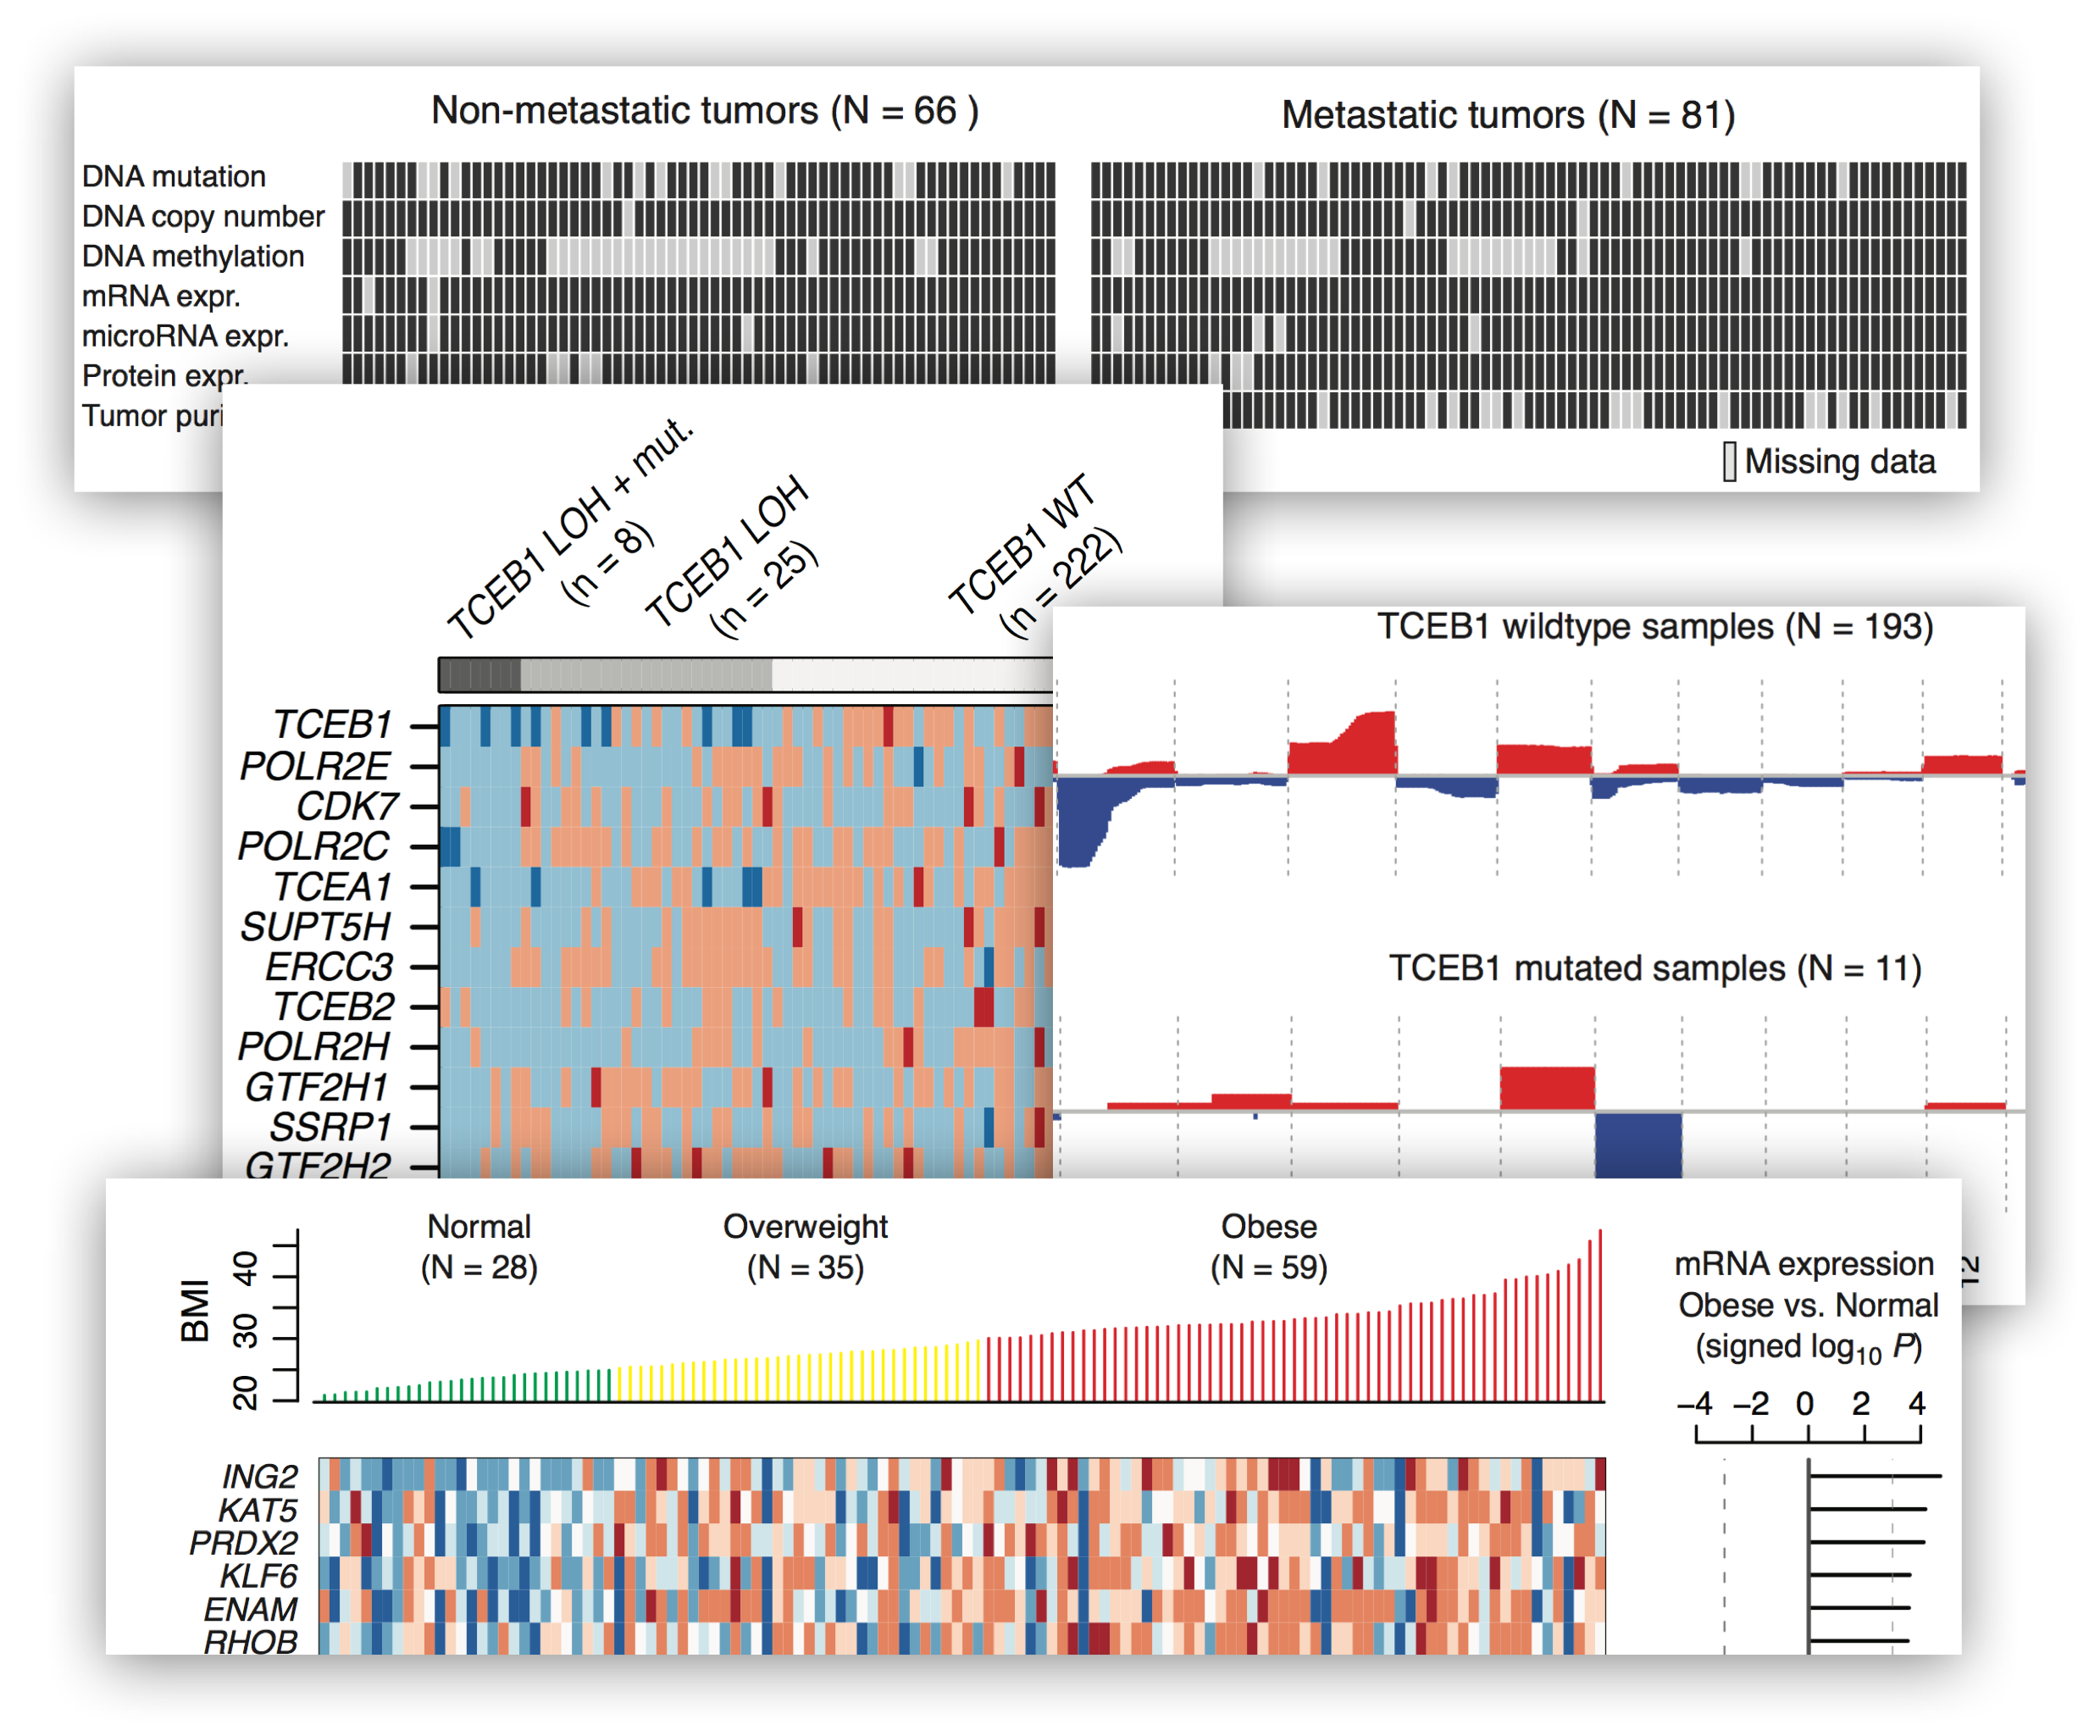 Non-metastatic tumors (N = 66 )
Metastatic tumors (N = 81)
DNA mutation
DNA copy number
DNA methylation
mRNA expr.
microRNA expr.
Protein expr.
Tumor puri
Missing data
TCEB1 LOH + mut.
(n = 8)
TCEB1 LOH
(n = 25)
TCEB1 WT
(n = 222)
TCEB1
POLR2E
CDK7
POLR2C
TCEA1
SUPT5H
ERCC3
TCEB2
POLR2H
GTF2H1
SSRP1
GTF2H2
TCEB1 wildtype samples (N = 193)
TCEB1 mutated samples (N = 11)
12
Normal
(N = 28)
Overweight
(N = 35)
Obese
(N = 59)
BMI
40
30
20
mRNA expression
Obese vs. Normal
(signed log10 P)
−4 −2 0 2 4
ING2
KAT5
PRDX2
KLF6
ENAM
RHOB